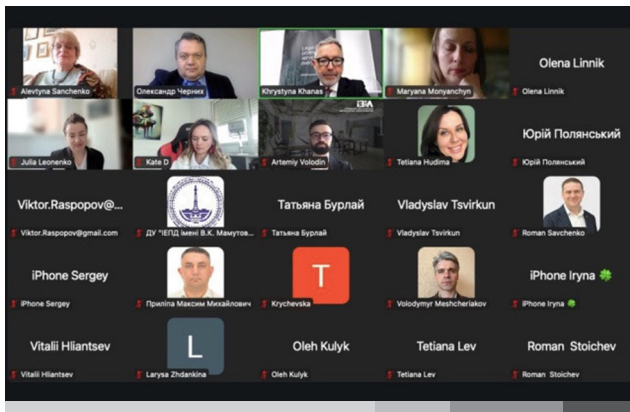 Alevtyna Sanchenko
Олександр Черних
Khrystyna Khanas
Maryana Monyanchyn
Olena Linnik
Olena Linnik
Julia Leonenko
Kate D
Artemiy Volodin
Tetiana Hudima
Юрій Полянський
Юрій Полянський
Viktor.Raspopov@...
Viktor.Raspopov@gmail.com
ДУ "ІЕПД імені В.К. Мамутов...
Татьяна Бурлай
Татьяна Бурлай
Vladyslav Tsvirkun
Vladyslav Tsvirkun
Roman Savchenko
iPhone Sergey
iPhone Sergey
Приліпа Максим Михайлович
T
Krychevska
Volodymyr Meshcheriakov
iPhone Iryna 🍀
iPhone Iryna 🍀
Vitalii Hliantsev
Vitalii Hliantsev
L
Larysa Zhdankina
Oleh Kulyk
Oleh Kulyk
Tetiana Lev
Tetiana Lev
Roman Stoichev
Roman Stoichev